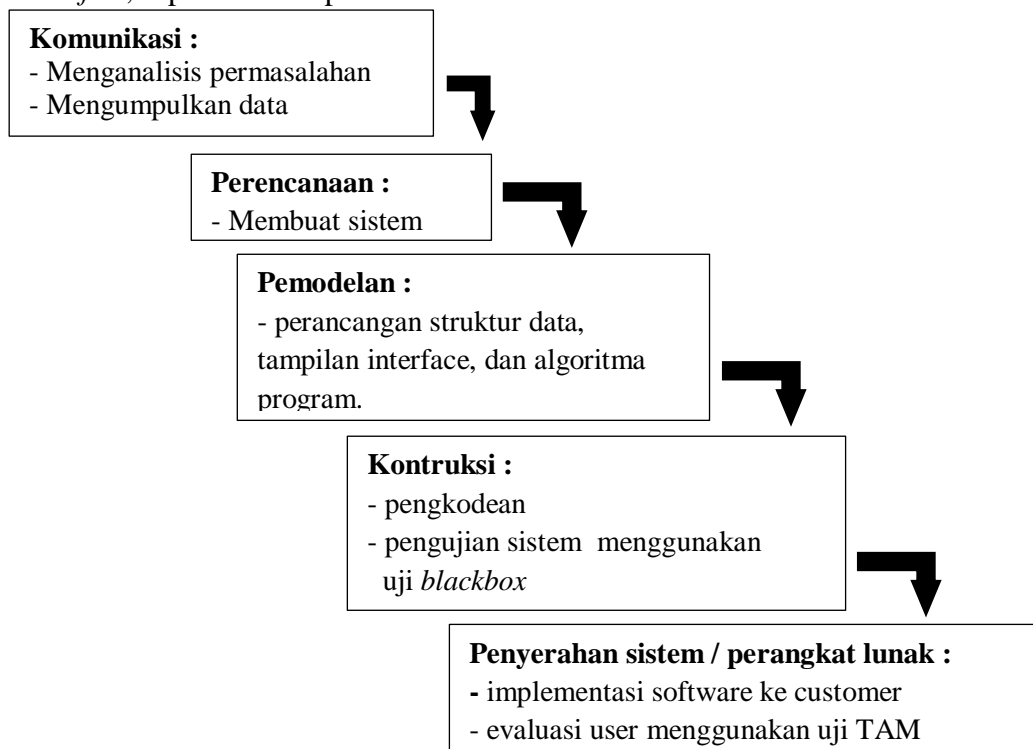 Komunikasi :
- Menganalisis permasalahan
- Mengumpulkan data
Perencanaan :
- Membuat sistem
Pemodelan :
- perancangan struktur data,
tampilan interface, dan algoritma
program.
Kontruksi :
- pengkodean
- pengujian sistem menggunakan
uji blackbox
Penyerahan sistem / perangkat lunak :
- implementasi software ke customer
- evaluasi user menggunakan uji TAM